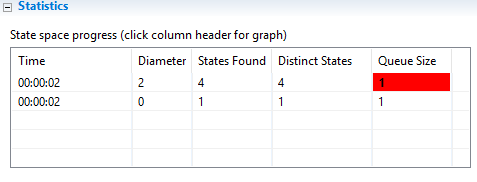 Statistics
State space progress (click column header for graph)
Time Diameter States Found Distinct States Queue Size
00:00:02 2 4 4 1
00:00:02 0 1 1 1